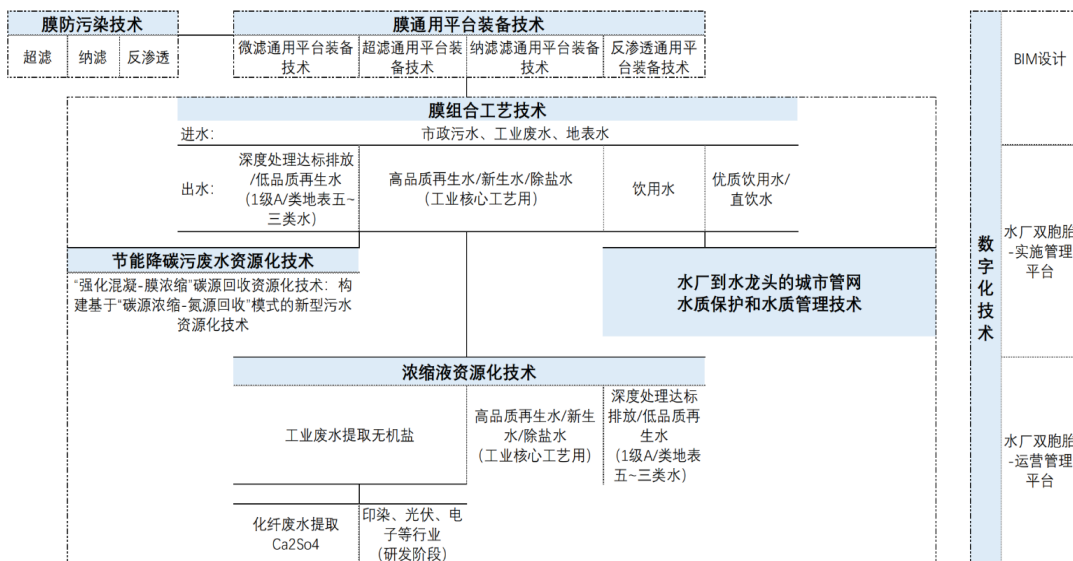 膜防污染技术
超滤
纳滤
反渗透
膜通用平台装备技术
微滤通用平台装备
技术
超滤通用平台装
备技术
纳滤滤通用平台装备
技术
反渗透通用平
台装备技术
膜组合工艺技术
进水：
市政污水、工业废水、地表水
出水：
深度处理达标排放
/低品质再生水
（1级A/类地表五~
三类水）
高品质再生水/新生水/除盐水
（工业核心工艺用）
饮用水
优质饮用水/
直饮水
节能降碳污废水资源化技术
“强化混凝-膜浓缩”碳源回收资源化技术：构
建基于“碳源浓缩-氮源回收”模式的新型污水
资源化技术
水厂到水龙头的城市管网
水质保护和水质管理技术
浓缩液资源化技术
工业废水提取无机盐
高品质再生水/新生
水/除盐水
（工业核心工艺用）
深度处理达标
排放/低品质再
生水
（1级A/类地表
五~三类水）
化纤废水提取
Ca2So4
印染、光伏、电
子等行业
（研发阶段）
数字化技术
BIM设计
水厂双胞胎
-实施管理
平台
水厂双胞胎
-运营管理
平台